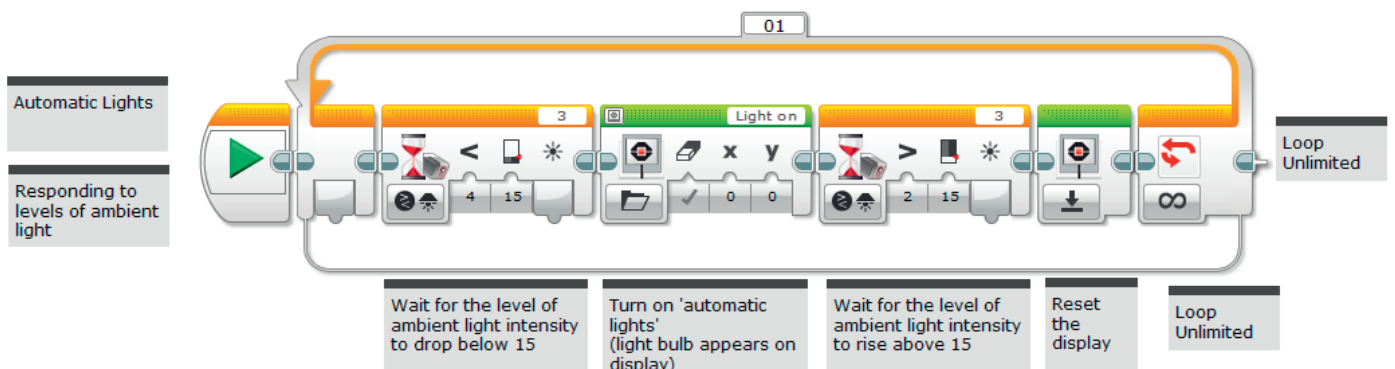 01
Automatic Lights
Responding to
levels of ambient
light
3
<
4
15
Light on
x
y
0
0
3
>
2
15
∞
Loop
Unlimited
Wait for the level of
ambient light intensity
to drop below 15
Turn on 'automatic
lights'
(light bulb appears on
display)
Wait for the level of
ambient light intensity
to rise above 15
Reset
the
display
Loop
Unlimited